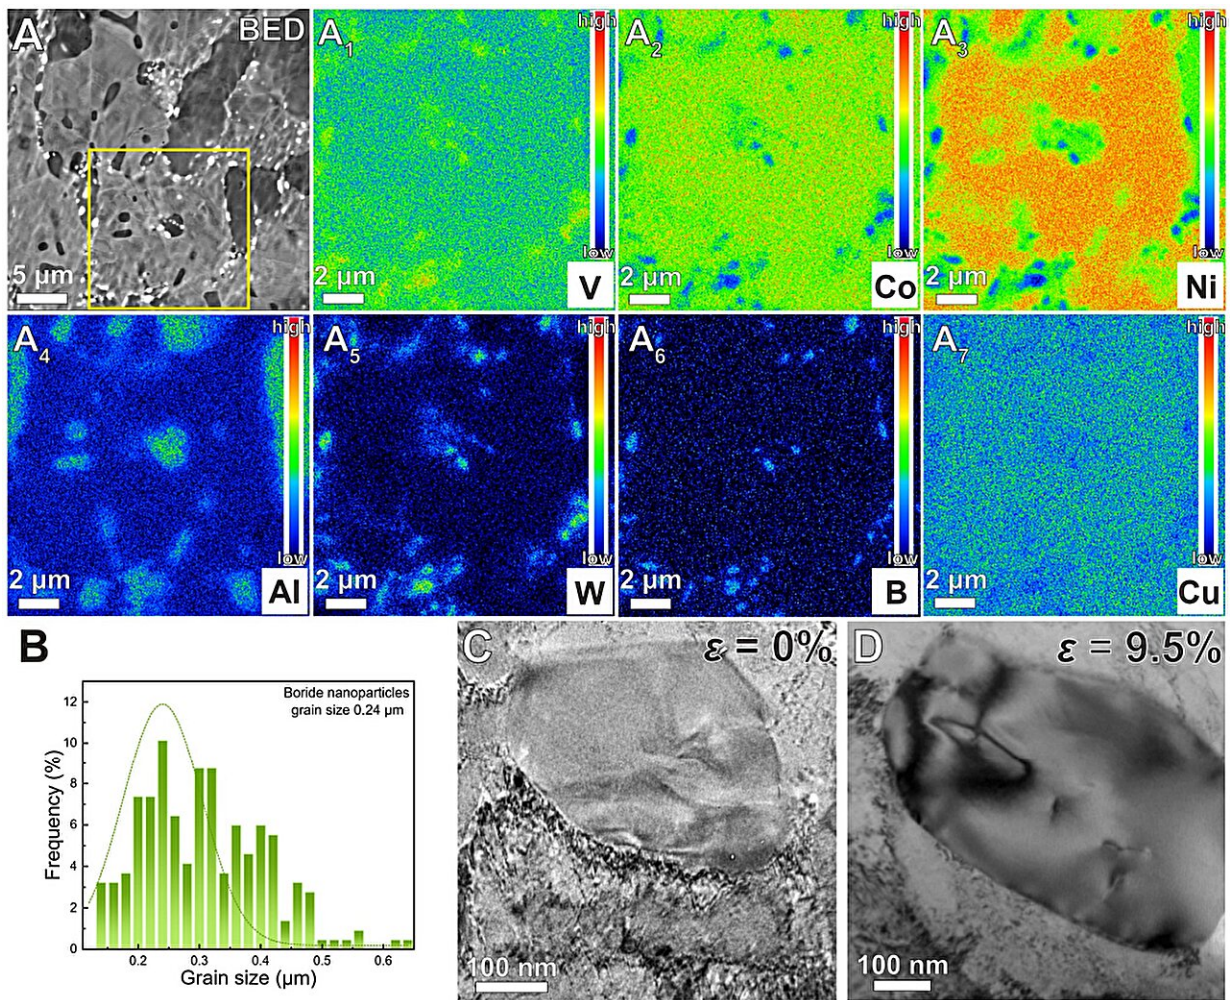 A BED
5 µm
A1
high
low
2 µm
V
A2
high
low
2 µm
Co
A3
high
low
2 µm
Ni
A4
high
low
2 µm
Al
A5
high
low
2 µm
W
A6
high
low
2 µm
B
A7
high
low
2 µm
Cu
B
Boride nanoparticles
grain size 0.24 µm
Frequency (%)
12
10
8
6
4
2
0
0.2 0.3 0.4 0.5 0.6
Grain size (µm)
C ε = 0%
100 nm
D ε = 9.5%
100 nm